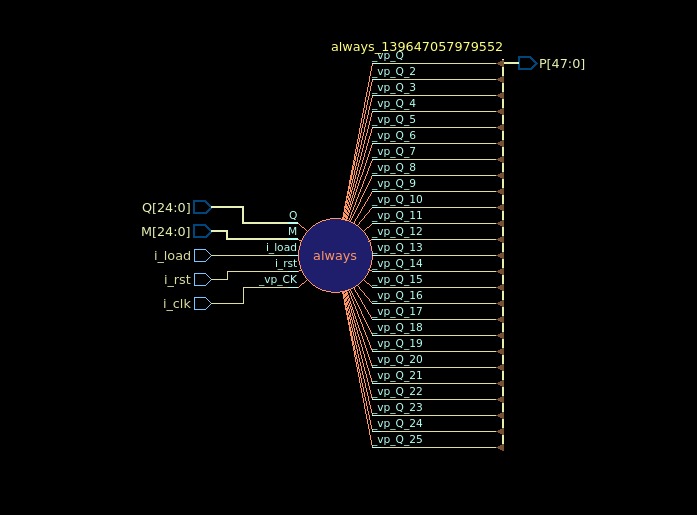 always_139647057979552
_vp_Q
P[47:0]
_vp_Q_2
_vp_Q_3
_vp_Q_4
_vp_Q_5
_vp_Q_6
_vp_Q_7
_vp_Q_8
_vp_Q_9
_vp_Q_10
Q[24:0]
Q
_vp_Q_11
M[24:0]
M
_vp_Q_12
i_load
i_load
always
_vp_Q_13
i_rst
i_rst
_vp_Q_14
i_clk
_vp_CK
_vp_Q_15
_vp_Q_16
_vp_Q_17
_vp_Q_18
_vp_Q_19
_vp_Q_20
_vp_Q_21
_vp_Q_22
_vp_Q_23
_vp_Q_24
_vp_Q_25